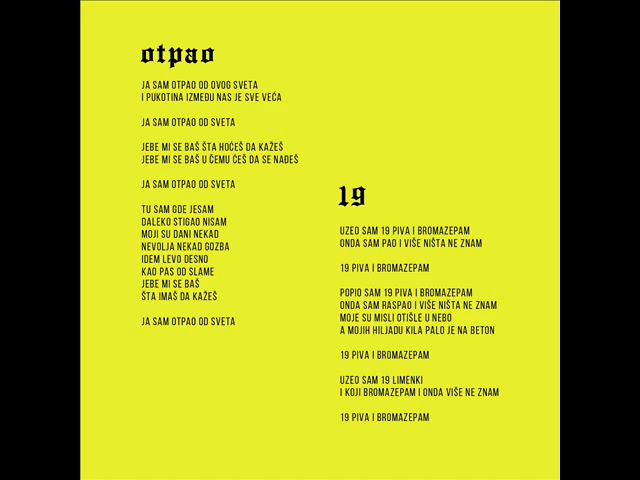 otpao
JA SAM OTPAO OD OVOG SVETA
I PUKOTINA IZMEĐU NAS JE SVE VEĆA
JA SAM OTPAO OD SVETA
JEBE MI SE BAŠ ŠTA HOĆEŠ DA KAŽEŠ
JEBE MI SE BAŠ U ČEMU ĆEŠ DA SE NAĐEŠ
JA SAM OTPAO OD SVETA
TU SAM GDE JESAM
DALEKO STIGAO NISAM
MOJI SU DANI NEKAD
NEVOLJA NEKAD GOZBA
IDEM LEVO DESNO
KAO PAS OD SLAME
JEBE MI SE BAŠ
ŠTA IMAŠ DA KAŽEŠ
JA SAM OTPAO OD SVETA
19
UZEO SAM 19 PIVA I BROMAZEPAM
ONDA SAM PAO I VIŠE NIŠTA NE ZNAM
19 PIVA I BROMAZEPAM
POPIO SAM 19 PIVA I BROMAZEPAM
ONDA SAM RASPAO I VIŠE NIŠTA NE ZNAM
MOJE SU MISLI OTIŠLE U NEBO
A MOJIH HILJADU KILA PALO JE NA BETON
19 PIVA I BROMAZEPAM
UZEO SAM 19 LIMENKI
I KOJI BROMAZEPAM I ONDA VIŠE NE ZNAM
19 PIVA I BROMAZEPAM